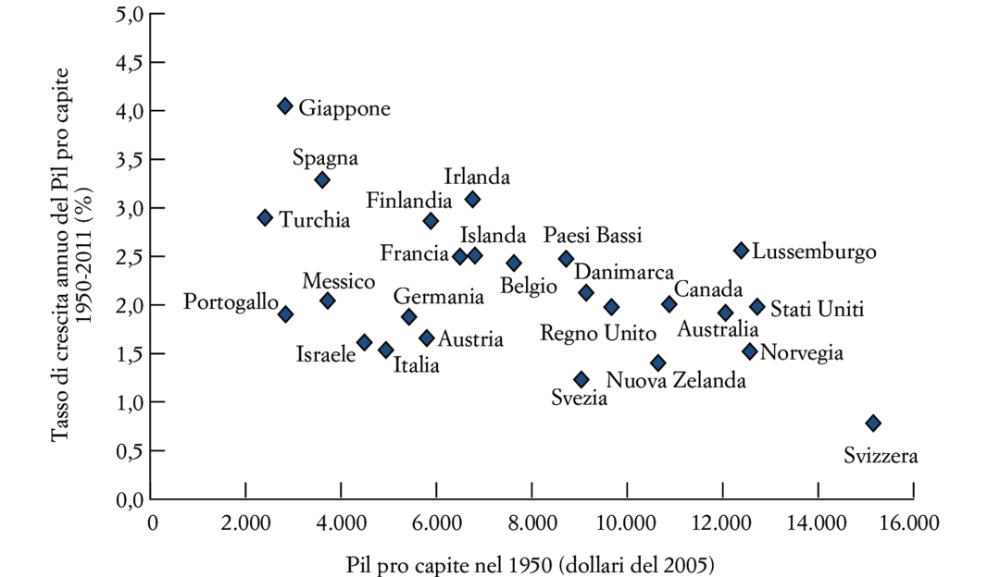 5,0
4,5
4,0
3,5
3,0
2,5
2,0
1,5
1,0
0,5
0,0
Tasso di crescita annuo del Pil pro capite
1950-2011 (%)
Giappone
Spagna
Irlanda
Finlandia
Turchia
Islanda
Paesi Bassi
Francia
Lussemburgo
Danimarca
Messico
Belgio
Canada
Germania
Portogallo
Stati Uniti
Regno Unito
Australia
Austria
Israele
Norvegia
Italia
Nuova Zelanda
Svezia
Svizzera
0 2.000 4.000 6.000 8.000 10.000 12.000 14.000 16.000
Pil pro capite nel 1950 (dollari del 2005)